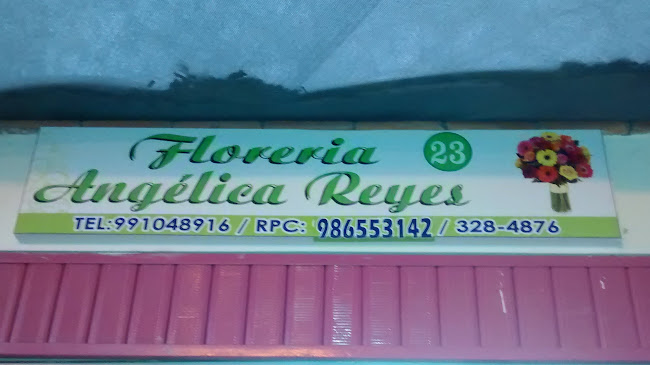 Floreria 23
Angélica Reyes
TEL:991048916 / RPC: 986553142 / 328-4876